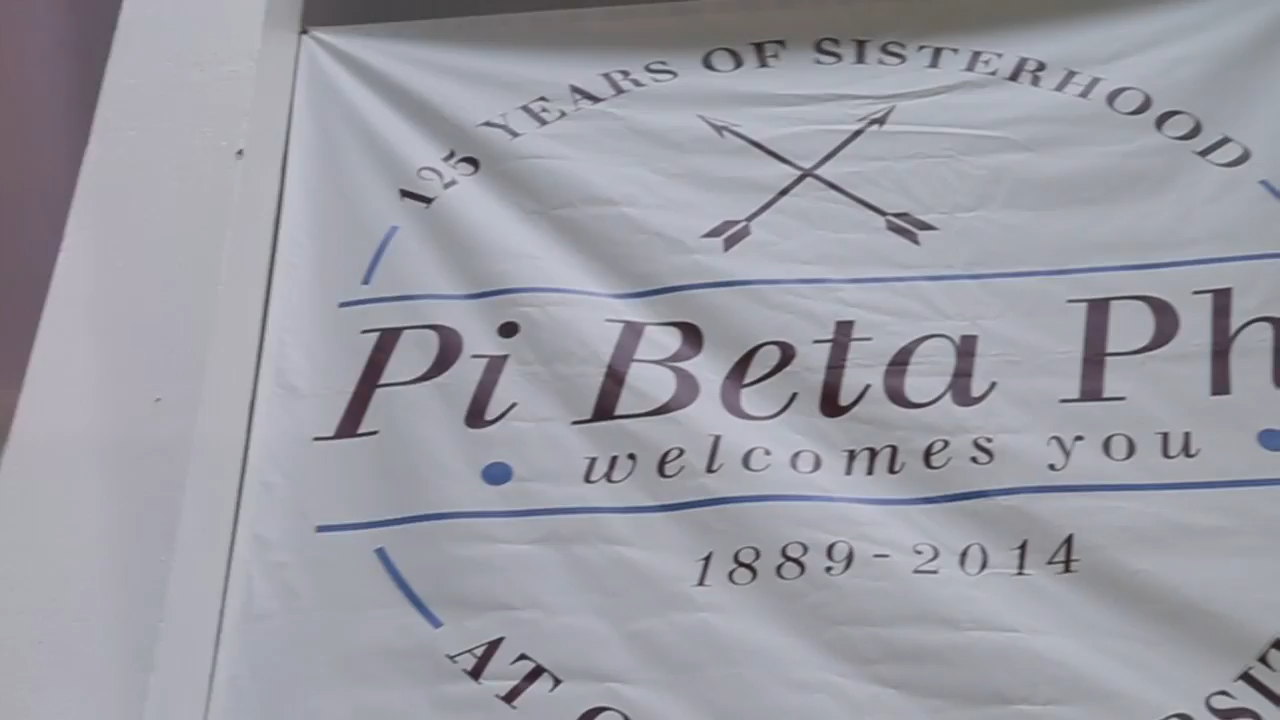 125 YEARS OF SISTERHOOD
Pi Beta Ph
welcomes you
1889-2014
AT